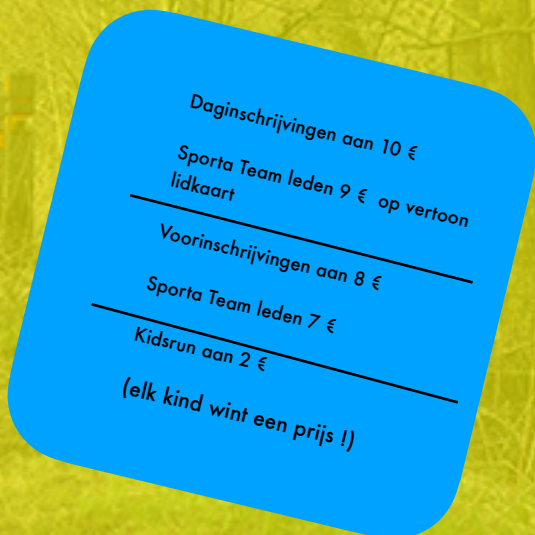 Daginschrijvingen aan 10 €
Sporta Team leden 9 € op vertoon
lidkaart
Voorinschrijvingen aan 8 €
Sporta Team leden 7 €
Kidsrun aan 2 €
(elk kind wint een prijs !)